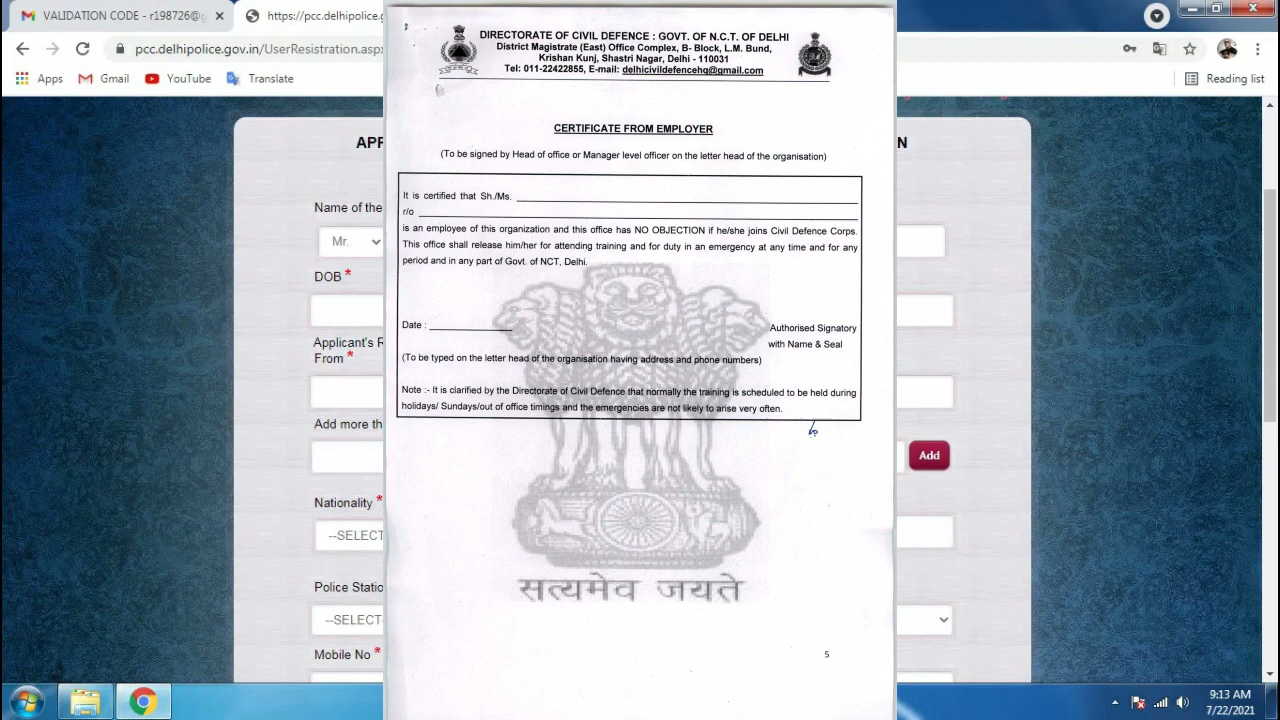 VALIDATION CODE - r198726@g
https://pcc.delhipolice.g
pcc.delhipolice.gov.in/UserResistration.aspx
Apps
Gmail
YouTube
Translate
Reading list
DIRECTORATE OF CIVIL DEFENCE : GOVT. OF N.C.T. OF DELHI
District Magistrate (East) Office Complex, B- Block, L.M. Bund,
Krishan Kunj, Shastri Nagar, Delhi - 110031
Tel: 011-22422855, E-mail: delhicivildefencehq@gmail.com
CERTIFICATE FROM EMPLOYER
(To be signed by Head of office or Manager level officer on the letter head of the organisation)
It is certified that Sh./Ms.
r/o
is an employee of this organization and this office has NO OBJECTION if he/she joins Civil Defence Corps.
This office shall release him/her for attending training and for duty in an emergency at any time and for any
period and in any part of Govt. of NCT, Delhi.
Date :
Authorised Signatory
with Name & Seal
(To be typed on the letter head of the organisation having address and phone numbers)
Note :- It is clarified by the Directorate of Civil Defence that normally the training is scheduled to be held during
holidays/ Sundays/out of office timings and the emergencies are not likely to arise very often.
सत्यमेव जयते
5
APP
N
Name of the
Mr.
DOB *
Applicant's R
From *
Add more th
Add
Nationality *
--SELECT
Police Statio
--SELECT-
Mobile No *
9:13 AM
7/22/2021